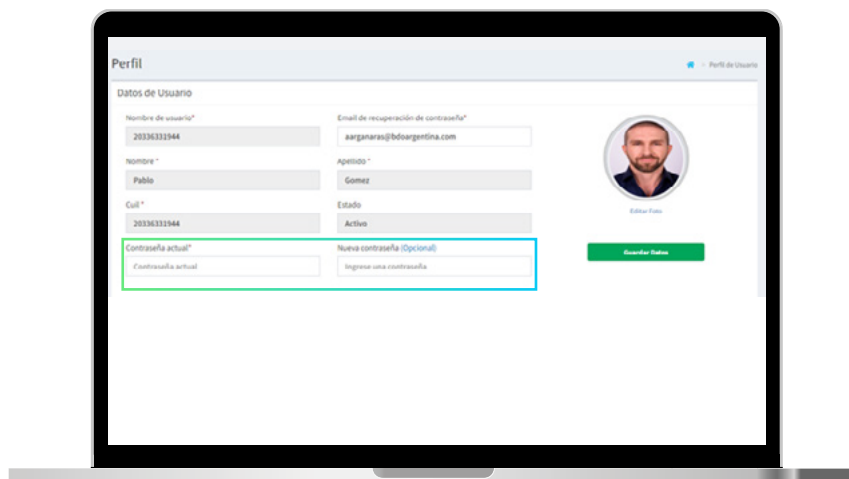 Perfil
> Perfil de Usuario
Datos de Usuario
Nombre de usuario*
20336331944
Email de recuperación de contraseña*
aarganaras@bdoargentina.com
Nombre *
Pablo
Apellido *
Gomez
Cuil *
20336331944
Estado
Activo
Editar Foto
Contraseña actual*
Contraseña actual
Nueva contraseña (Opcional)
Ingrese una contraseña
Guardar Datos